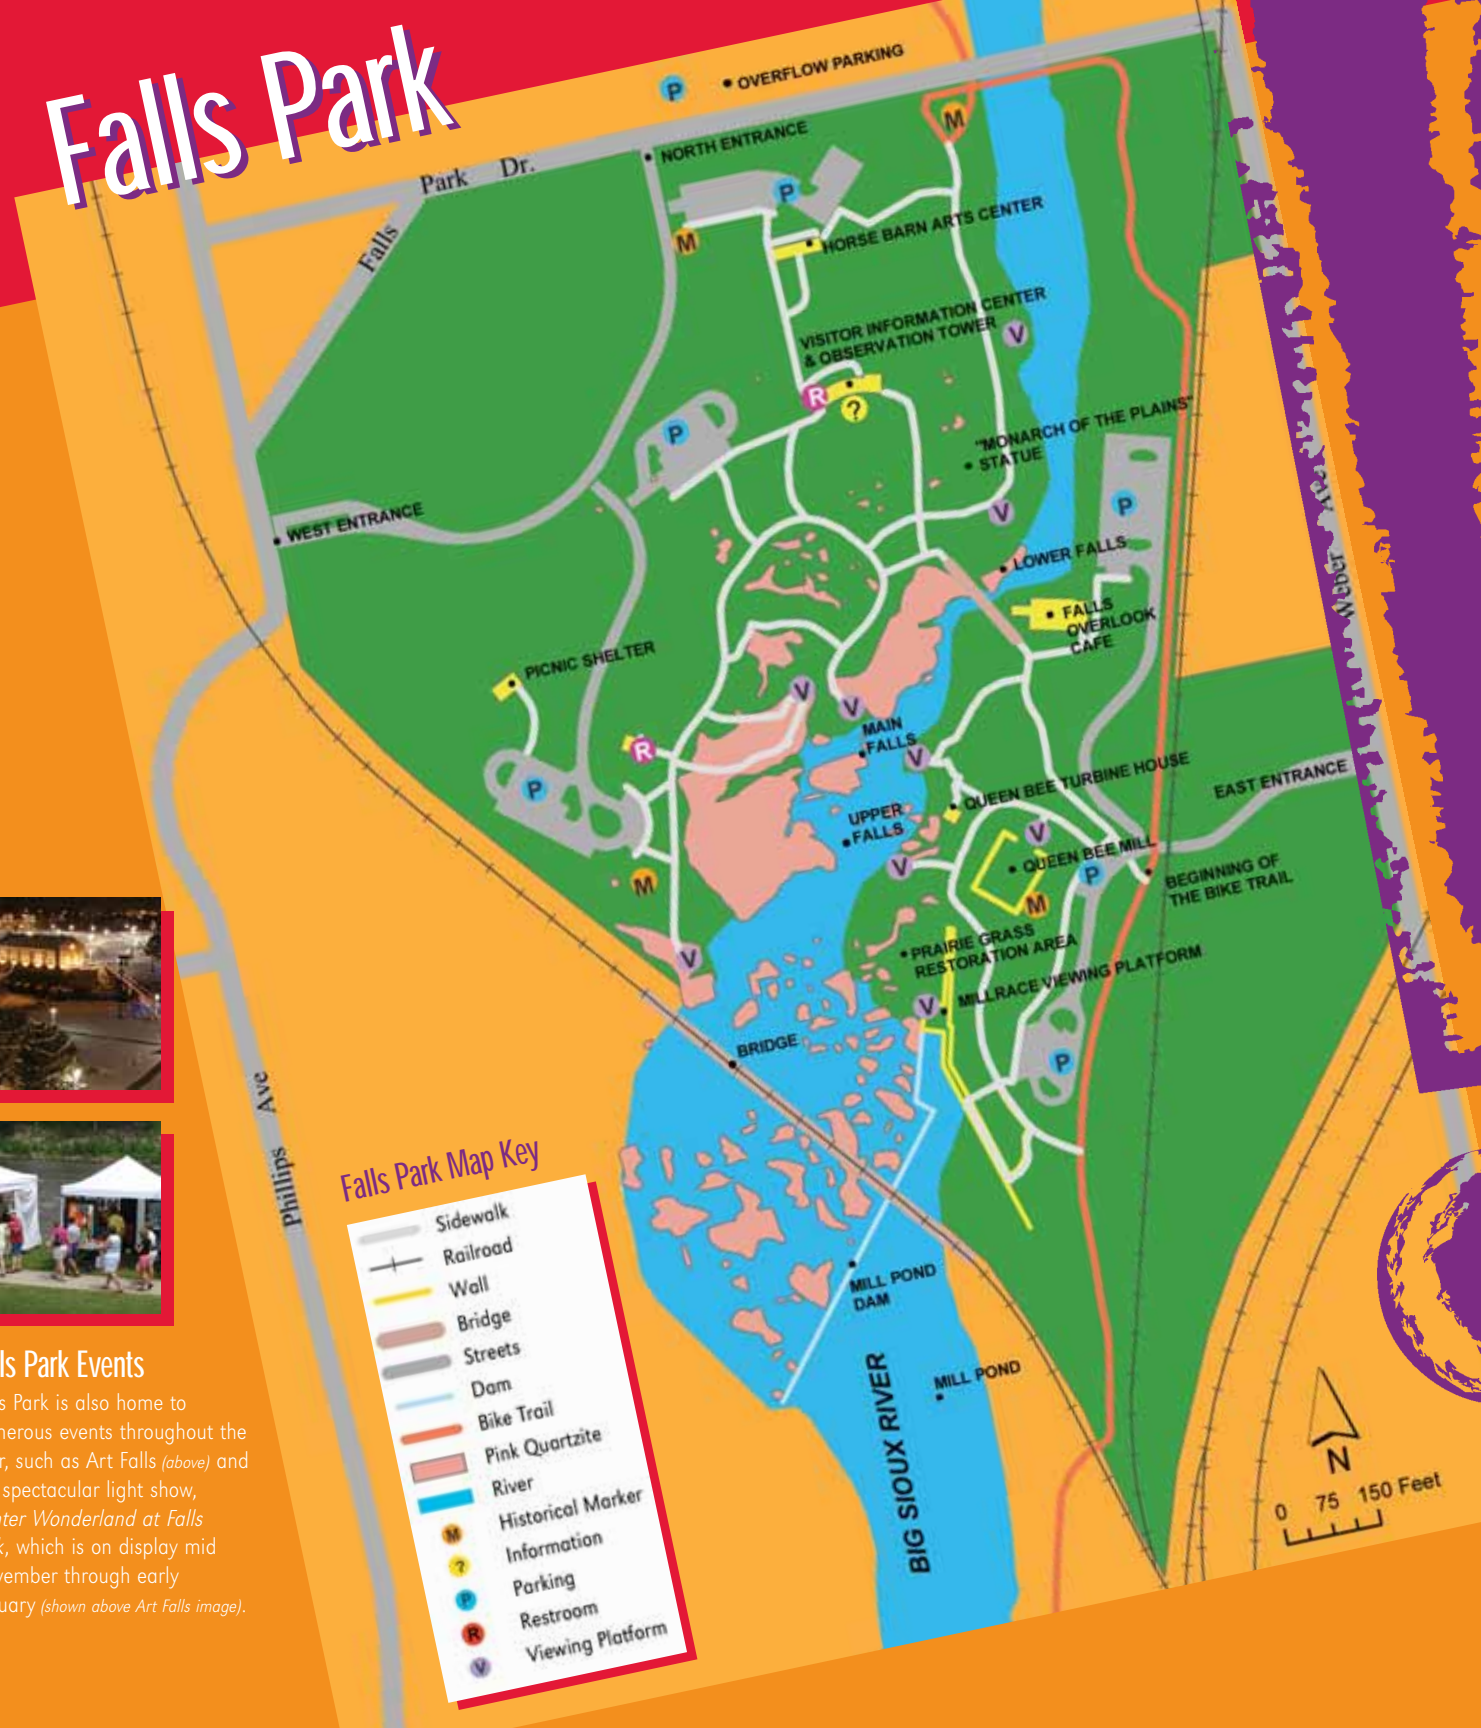 Falls Park
P
OVERFLOW PARKING
NORTH ENTRANCE
Park Dr.
Falls
M
P
M
HORSE BARN ARTS CENTER
VISITOR INFORMATION CENTER
& OBSERVATION TOWER
V
R
?
P
"MONARCH OF THE PLAINS"
STATUE
P
V
WEST ENTRANCE
LOWER FALLS
FALLS
OVERLOOK
CAFE
Weber Ave
PICNIC SHELTER
V
V
R
MAIN
FALLS
V
P
QUEEN BEE TURBINE HOUSE
EAST ENTRANCE
UPPER
FALLS
V
V
QUEEN BEE MILL
P
BEGINNING OF
THE BIKE TRAIL
M
M
PRAIRIE GRASS
RESTORATION AREA
V
V
MILLRACE VIEWING PLATFORM
BRIDGE
P
Phillips Ave
MILL POND
DAM
MILL POND
BIG SIOUX RIVER
N
0 75 150 Feet
Falls Park Map Key
Sidewalk
Railroad
Wall
Bridge
Streets
Dam
Bike Trail
Pink Quartzite
River
M Historical Marker
? Information
P Parking
R Restroom
V Viewing Platform
ls Park Events
s Park is also home to
nerous events throughout the
r, such as Art Falls (above) and
spectacular light show,
ter Wonderland at Falls
k, which is on display mid
vember through early
uary (shown above Art Falls image).